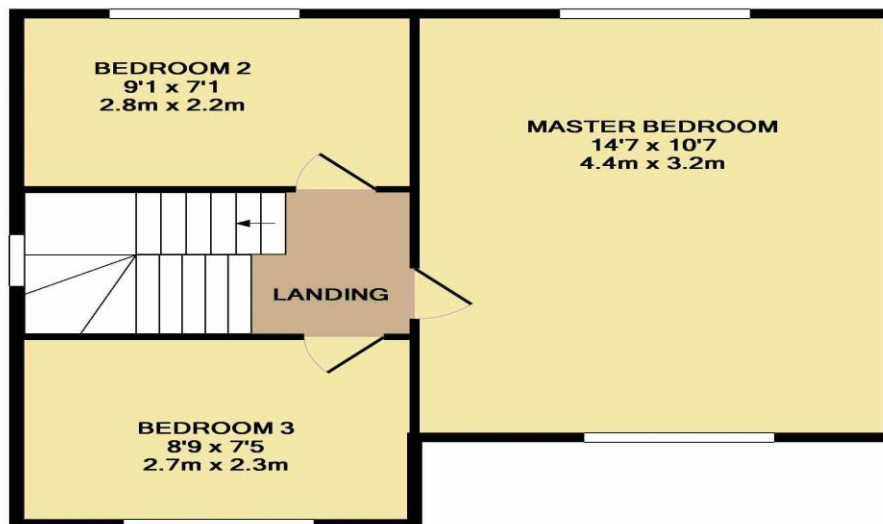 BEDROOM 2
9'1 x 7'1
2.8m x 2.2m
MASTER BEDROOM
14'7 x 10'7
4.4m x 3.2m
LANDING
BEDROOM 3
8'9 x 7'5
2.7m x 2.3m